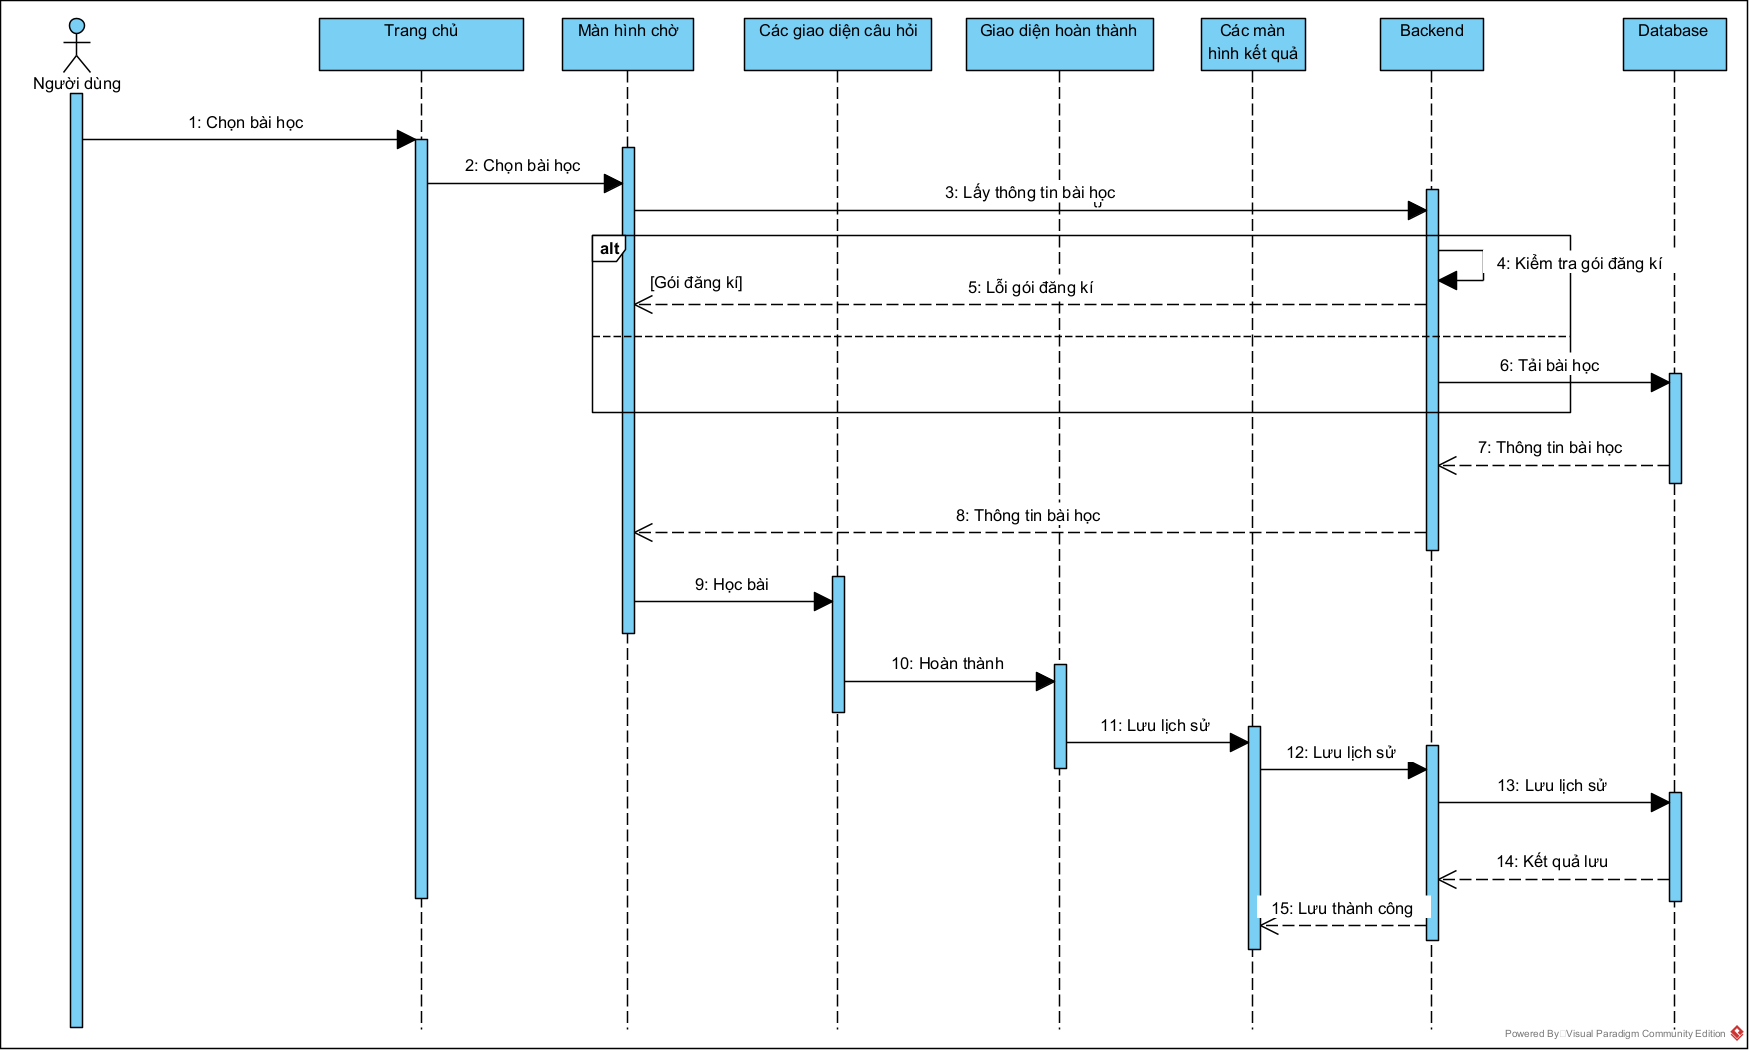 Người dùng
Trang chủ
Màn hình chờ
Các giao diện câu hỏi
Giao diện hoàn thành
Các màn
hình kết quả
Backend
Database
1: Chọn bài học
2: Chọn bài học
3: Lấy thông tin bài học
alt
4: Kiểm tra gói đăng kí
[Gói đăng kí]
5: Lỗi gói đăng kí
6: Tải bài học
7: Thông tin bài học
8: Thông tin bài học
9: Học bài
10: Hoàn thành
11: Lưu lịch sử
12: Lưu lịch sử
13: Lưu lịch sử
14: Kết quả lưu
15: Lưu thành công
Powered By Visual Paradigm Community Edition